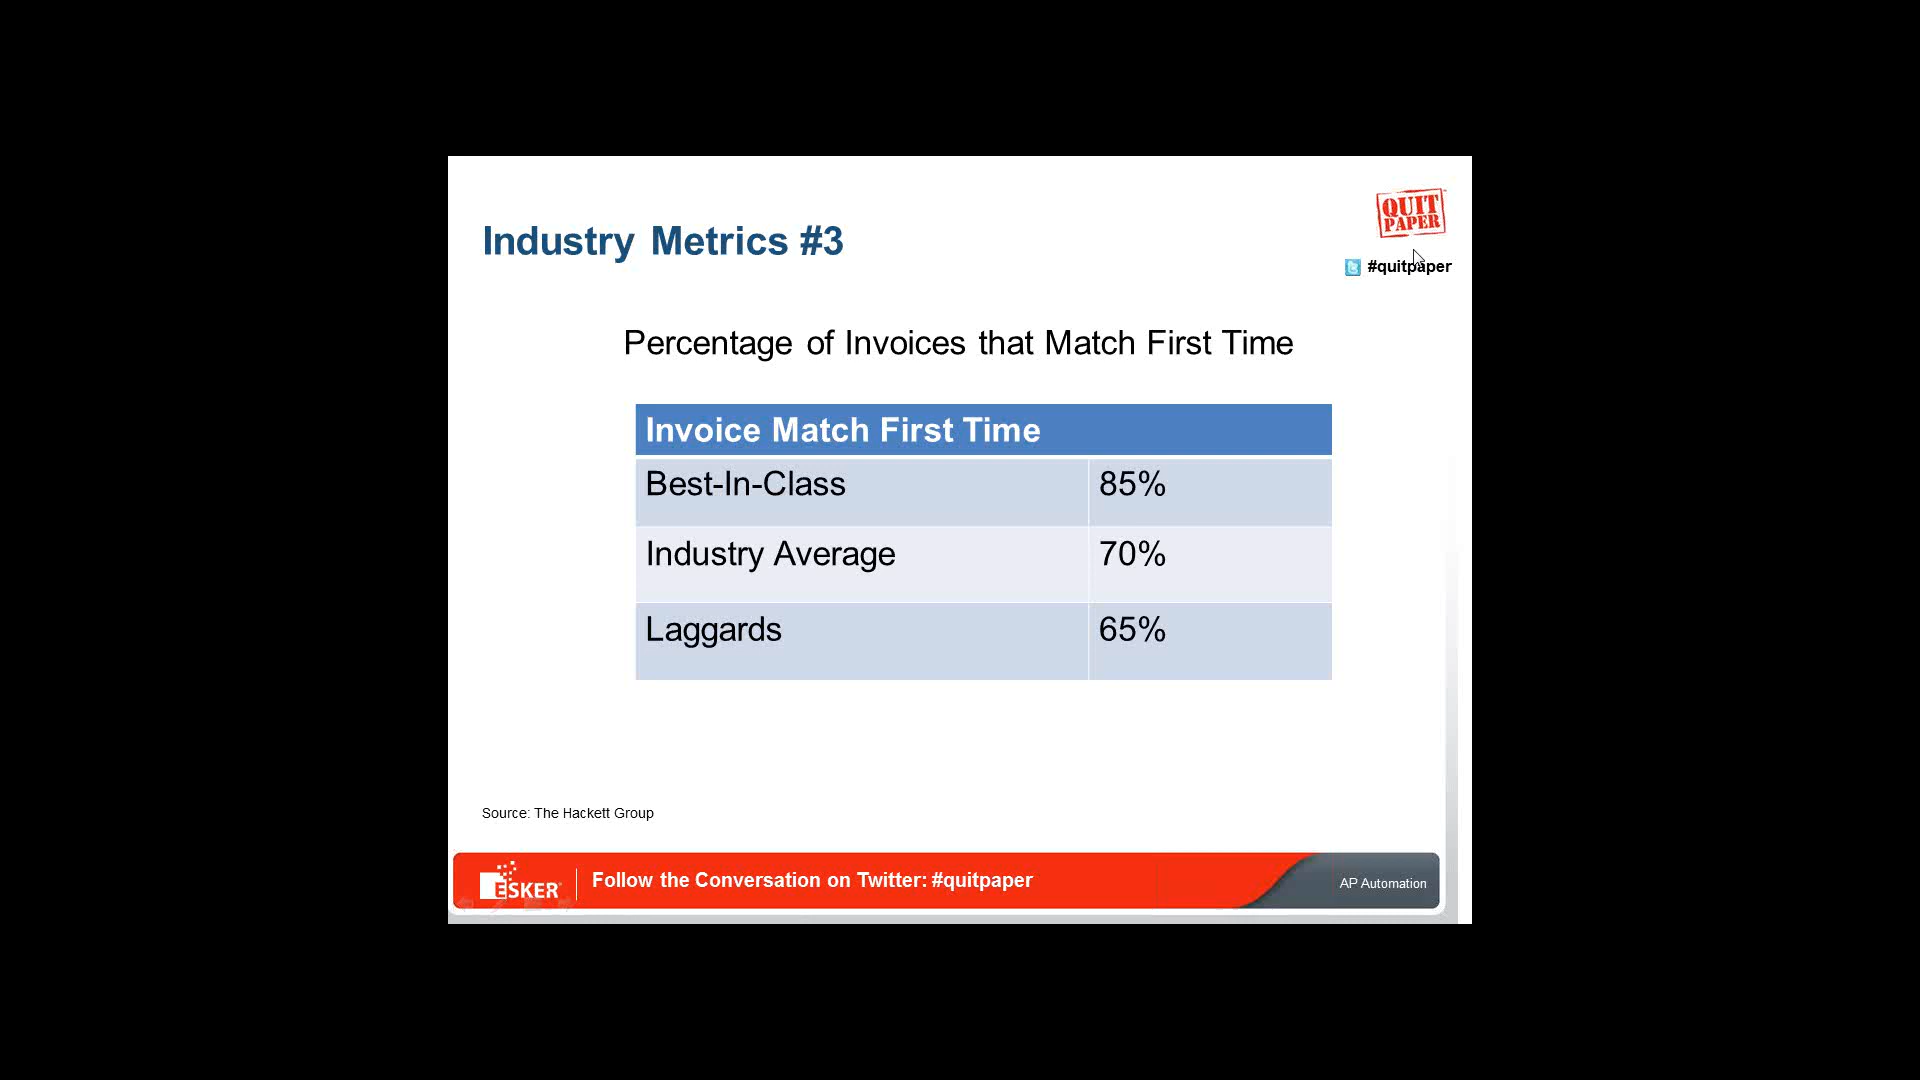 Industry Metrics #3
QUIT
PAPER
#quitpaper
Percentage of Invoices that Match First Time
Invoice Match First Time
Best-In-Class 85%
Industry Average 70%
Laggards 65%
Source: The Hackett Group
ESKER Follow the Conversation on Twitter: #quitpaper AP Automation